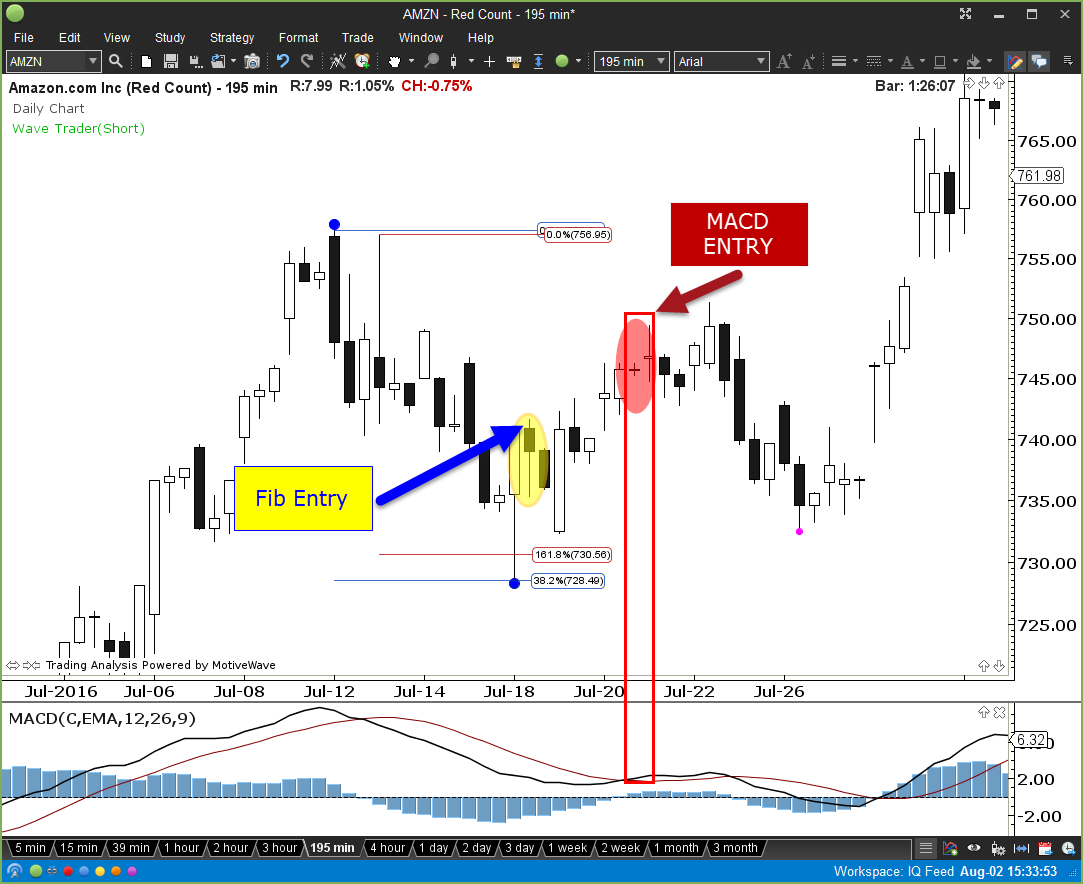 AMZN - Red Count - 195 min*
File Edit View Study Strategy Format Trade Window Help
AMZN 195 min Arial
Amazon.com Inc (Red Count) - 195 min R:7.99 R:1.05% CH:-0.75% Bar: 1:26:07
Daily Chart
Wave Trader(Short)
765.00
761.98
760.00
755.00
750.00
745.00
740.00
735.00
730.00
725.00
0.0%(756.95)
MACD
ENTRY
Fib Entry
161.8%(730.56)
38.2%(728.49)
Trading Analysis Powered by MotiveWave
Jul-2016 Jul-06 Jul-08 Jul-12 Jul-14 Jul-18 Jul-20 Jul-22 Jul-26
MACD(C,EMA,12,26,9)
6.32
2.00
-2.00
5 min 15 min 39 min 1 hour 2 hour 3 hour 195 min 4 hour 1 day 2 day 3 day 1 week 2 week 1 month 3 month
Workspace: IQ Feed Aug-02 15:33:53